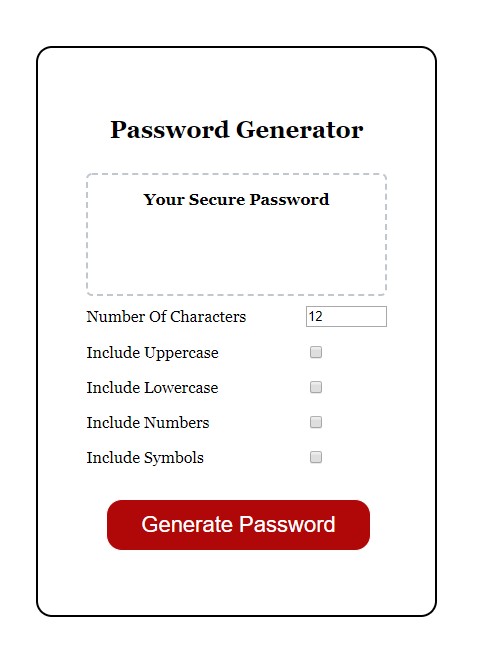 Password Generator
Your Secure Password
Number Of Characters 12
Include Uppercase
Include Lowercase
Include Numbers
Include Symbols
Generate Password